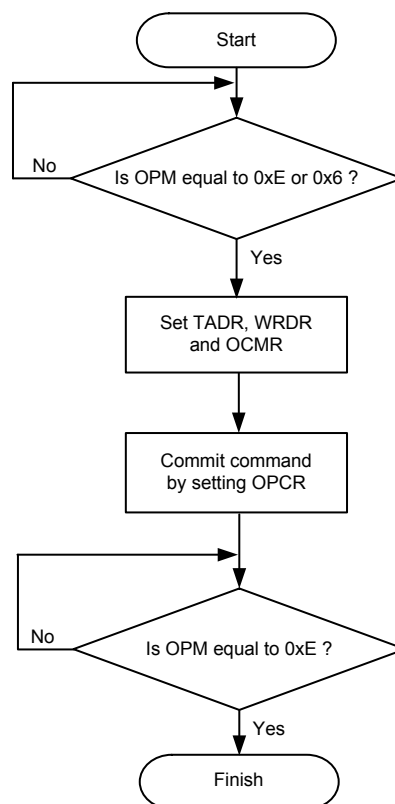 Start
Is OPM equal to 0xE or 0x6 ?
No
Yes
Set TADR, WRDR
and OCMR
Commit command
by setting OPCR
Is OPM equal to 0xE ?
No
Yes
Finish